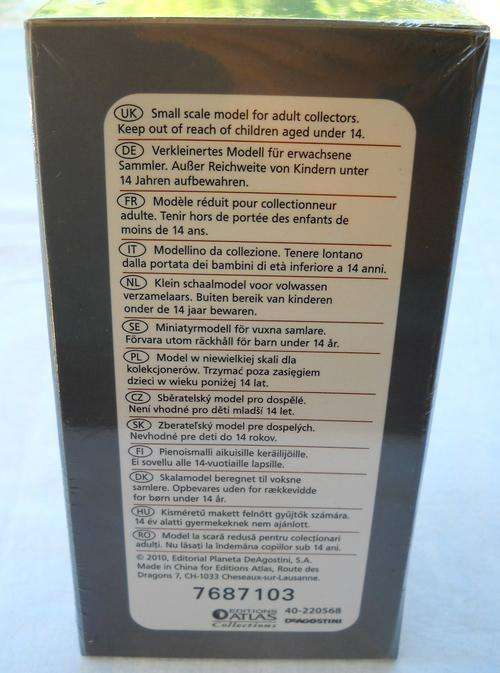 UK Small scale model for adult collectors.
Keep out of reach of children aged under 14.
DE Verkleinertes Modell für erwachsene
Sammler. Außer Reichweite von Kindern unter
14 Jahren aufbewahren.
FR Modèle réduit pour collectionneur
adulte. Tenir hors de portée des enfants de
moins de 14 ans.
IT Modellino da collezione. Tenere lontano
dalla portata dei bambini di età inferiore a 14 anni.
NL Klein schaalmodel voor volwassen
verzamelaars. Buiten bereik van kinderen
onder de 14 jaar bewaren.
SE Miniatyrmodell för vuxna samlare.
Förvara utom räckhåll för barn under 14 år.
PL Model w niewielkiej skali dla
kolekcjonerów. Trzymać poza zasięgiem
dzieci w wieku poniżej 14 lat.
CZ Sběratelský model pro dospělé.
Není vhodné pro děti mladší 14 let.
SK Zberateľský model pre dospelých.
Nevhodné pre deti do 14 rokov.
FI Pienoismalli aikuisille keräilijöille.
Ei sovellu alle 14-vuotiaille lapsille.
DK Skalamodel beregnet til voksne
samlere. Opbevares uden for rækkevidde
for børn under 14 år.
HU Kisméretű makett felnőtt gyűjtők számára.
14 év alatti gyermekeknek nem ajánlott.
RO Model la scară redusă pentru colecționari
adulți. Nu lăsați la îndemâna copiilor sub 14 ani.
© 2010, Editorial Planeta DeAgostini, S.A.
Made in China for Editions Atlas, Route des
Dragons 7, CH-1033 Cheseaux-sur-Lausanne.
7687103
EDITIONS
ATLAS
Collections
40-220568
DeAGOSTINI